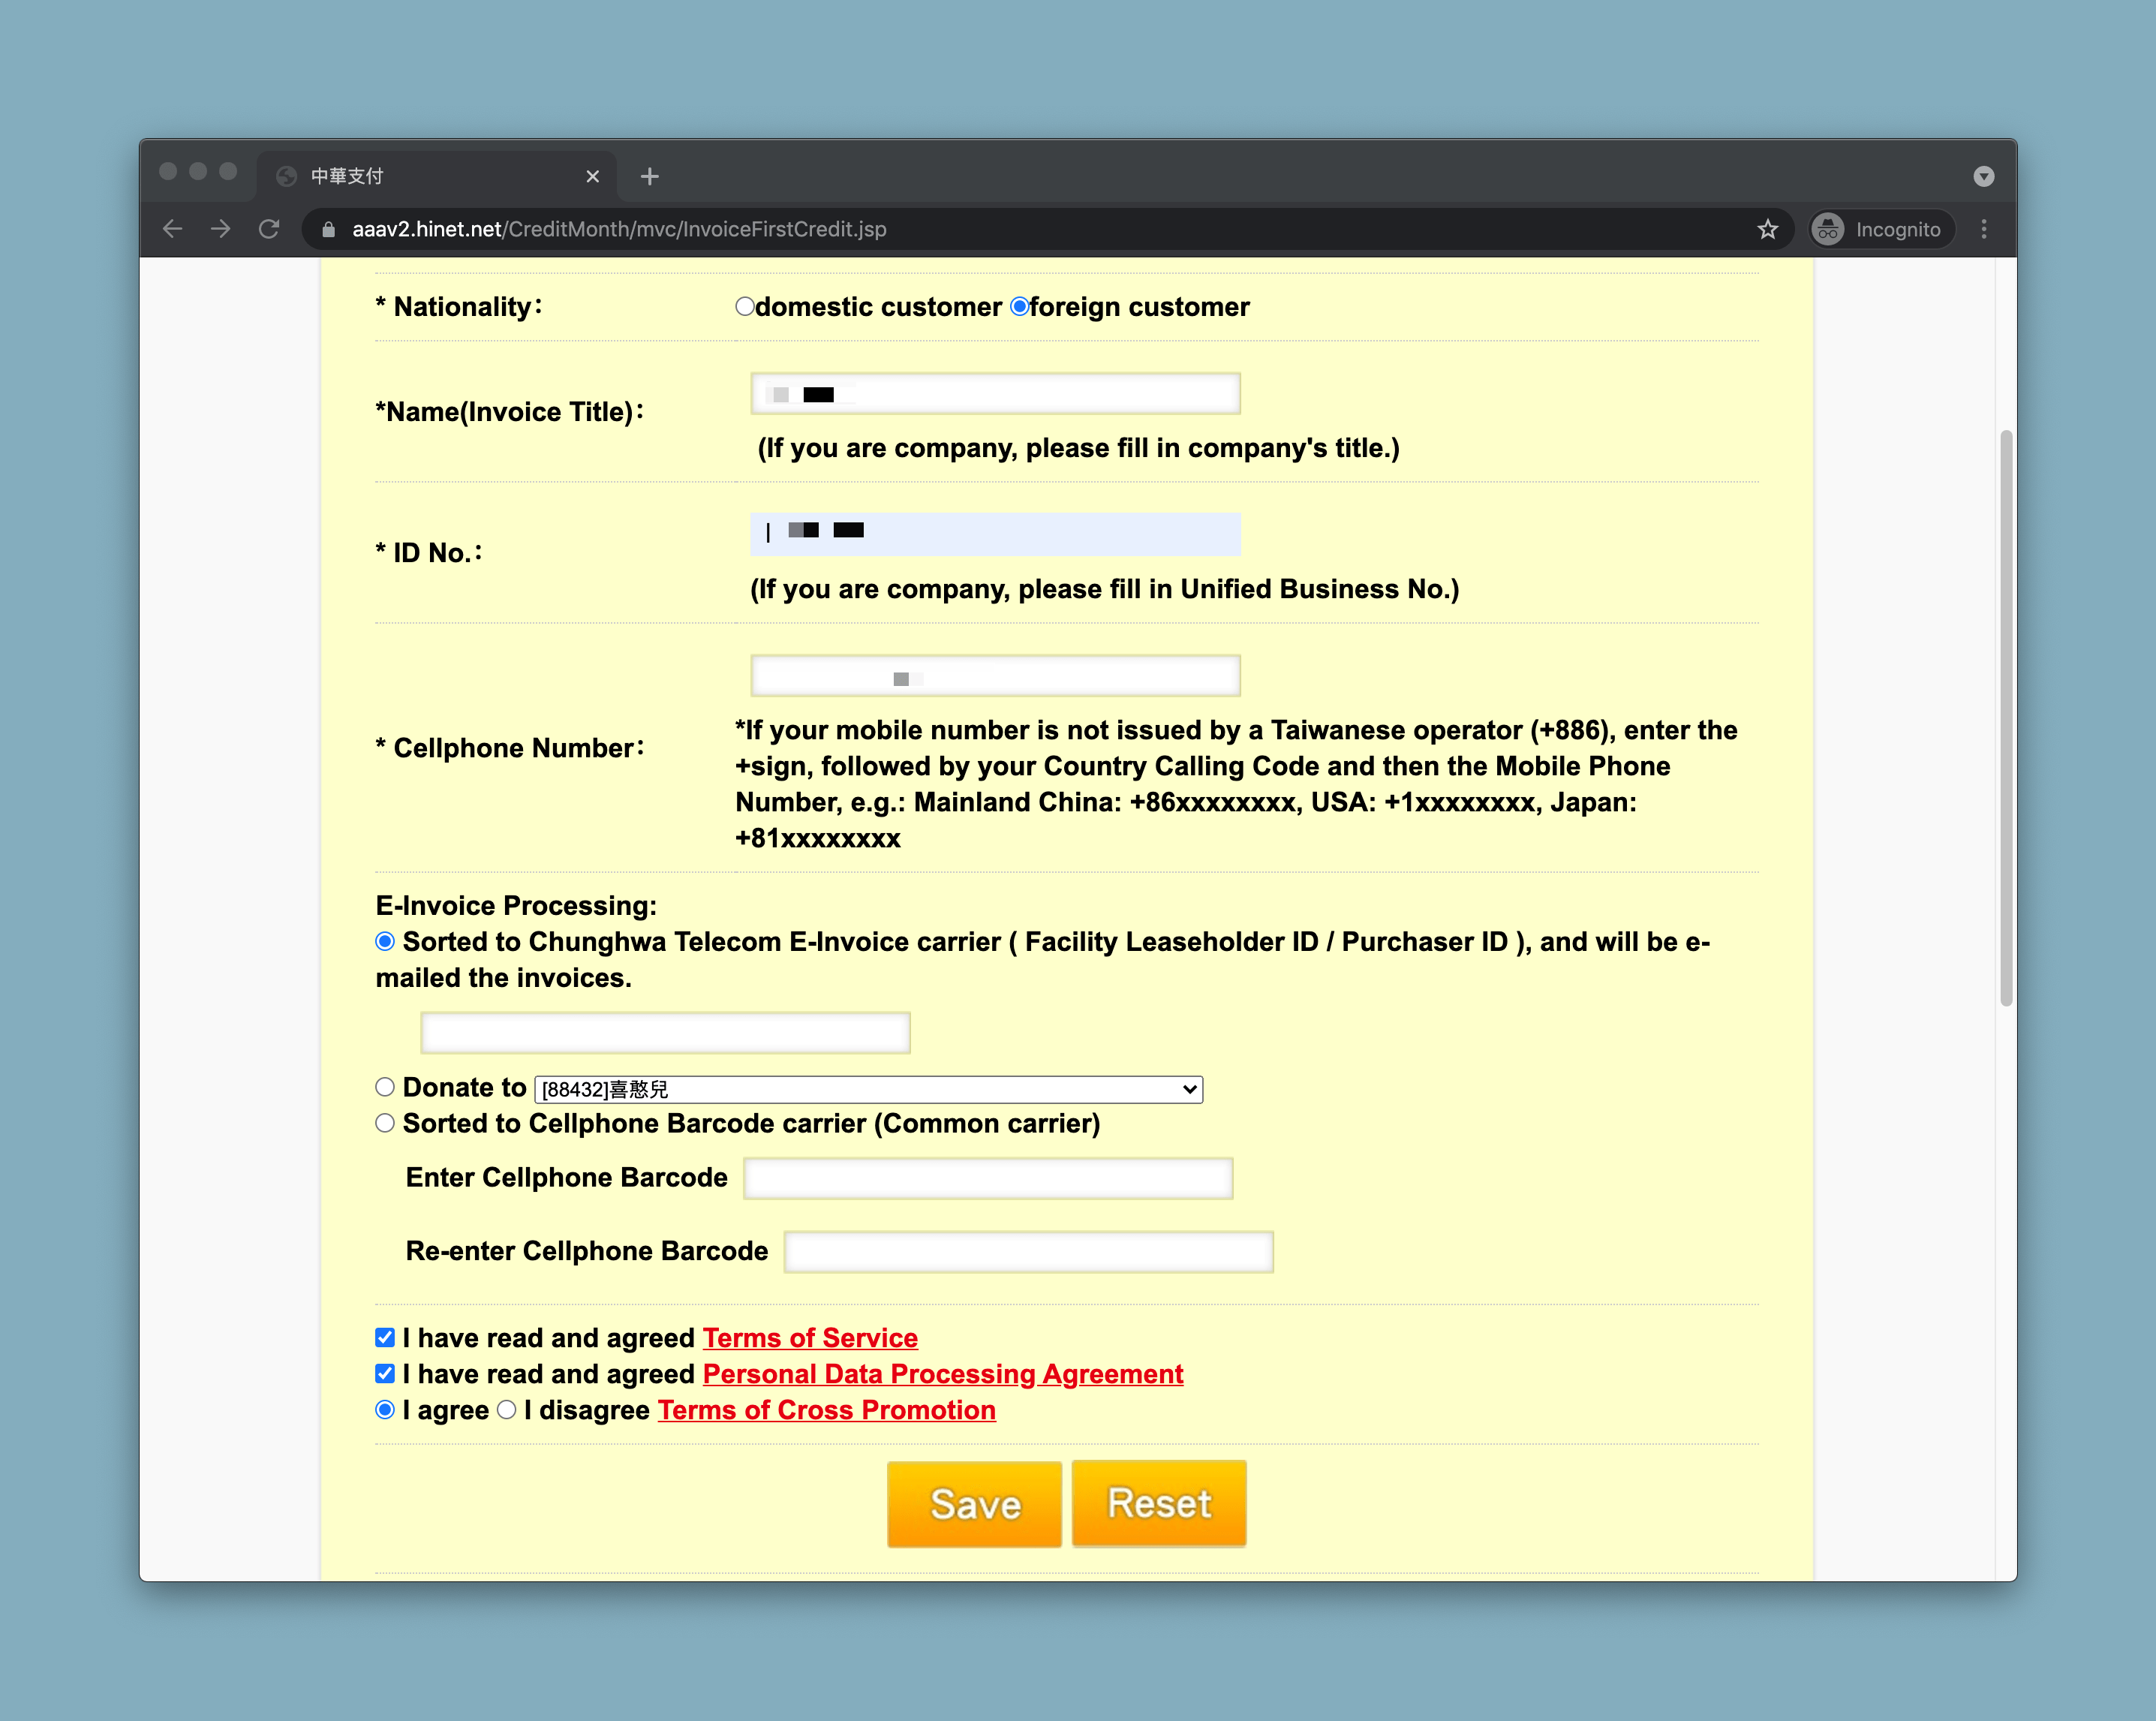 中華支付
aaav2.hinet.net/CreditMonth/mvc/InvoiceFirstCredit.jsp
Incognito
* Nationality：
domestic customer foreign customer
*Name(Invoice Title)：
(If you are company, please fill in company's title.)
* ID No.：
(If you are company, please fill in Unified Business No.)
* Cellphone Number：
*If your mobile number is not issued by a Taiwanese operator (+886), enter the
+sign, followed by your Country Calling Code and then the Mobile Phone
Number, e.g.: Mainland China: +86xxxxxxxx, USA: +1xxxxxxxx, Japan:
+81xxxxxxxx
E-Invoice Processing:
Sorted to Chunghwa Telecom E-Invoice carrier ( Facility Leaseholder ID / Purchaser ID ), and will be e-
mailed the invoices.
Donate to [88432]喜憨兒
Sorted to Cellphone Barcode carrier (Common carrier)
Enter Cellphone Barcode
Re-enter Cellphone Barcode
I have read and agreed Terms of Service
I have read and agreed Personal Data Processing Agreement
I agree I disagree Terms of Cross Promotion
Save Reset